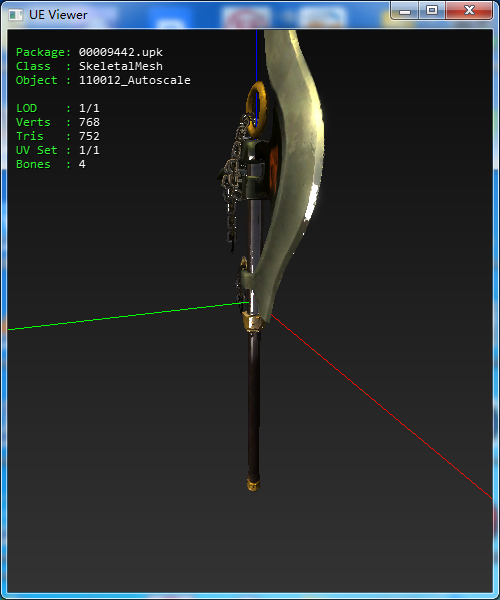 UE Viewer
Package: 00009442.upk
Class : SkeletalMesh
Object : 110012_Autoscale
LOD : 1/1
Verts : 768
Tris : 752
UV Set : 1/1
Bones : 4